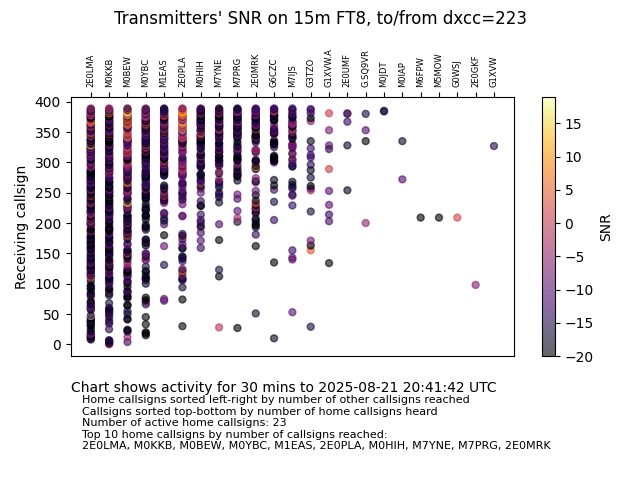 Transmitters' SNR on 15m FT8, to/from dxcc=223
2E0LMA M0KKB M0BEW M0YBC M1EAS 2E0PLA M0HIH M7YNE M7PRG 2E0MRK G6CZC M7IJS G3TZO G1XVW.A 2E0UMF G.SQ9VR M0JDT M0IAP M6FPW M5MOW G0WSJ 2E0GKF G1XVW
400
350
300
250
200
150
100
50
0
Receiving callsign
15
10
5
0
−5
−10
−15
−20
SNR
Chart shows activity for 30 mins to 2025-08-21 20:41:42 UTC
Home callsigns sorted left-right by number of other callsigns reached
Callsigns sorted top-bottom by number of home callsigns heard
Number of active home callsigns: 23
Top 10 home callsigns by number of callsigns reached:
2E0LMA, M0KKB, M0BEW, M0YBC, M1EAS, 2E0PLA, M0HIH, M7YNE, M7PRG, 2E0MRK